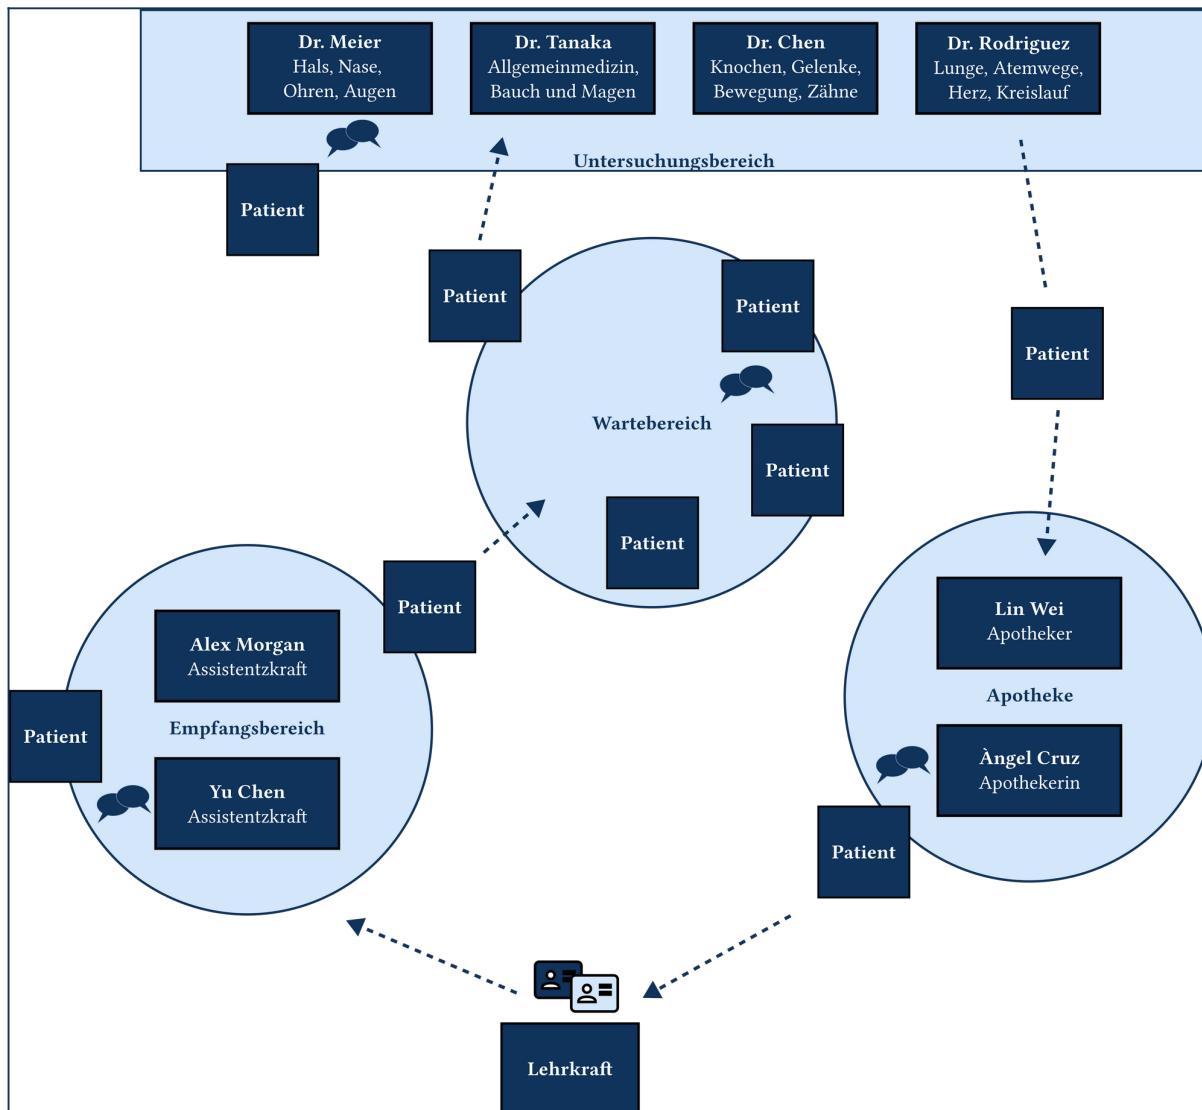 Dr. Meier
Hals, Nase,
Ohren, Augen
Dr. Tanaka
Allgemeinmedizin,
Bauch und Magen
Dr. Chen
Knochen, Gelenke,
Bewegung, Zähne
Dr. Rodriguez
Lunge, Atemwege,
Herz, Kreislauf
Untersuchungsbereich
Patient
Patient
Patient
Patient
Wartebereich
Patient
Patient
Patient
Alex Morgan
Assistentzkraft
Patient
Empfangsbereich
Yu Chen
Assistentzkraft
Lin Wei
Apotheker
Apotheke
Àngel Cruz
Apothekerin
Patient
Lehrkraft